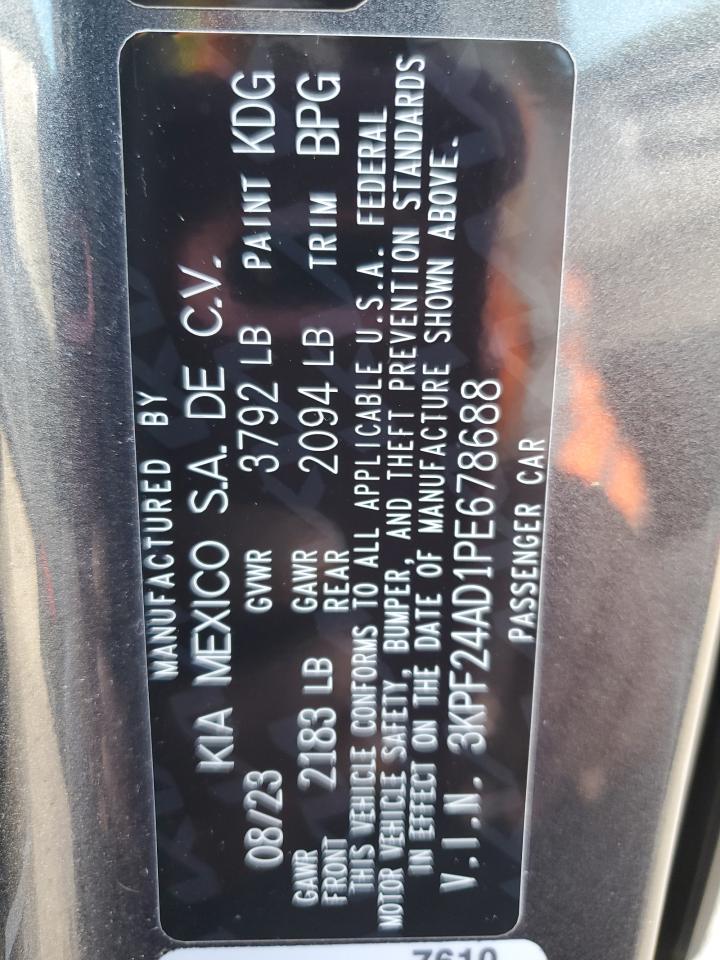 MANUFACTURED BY
KIA MEXICO S.A. DE C.V.
08/23 GVWR 3792 LB PAINT KDG
GAWR FRONT 2183 LB GAWR REAR 2094 LB TRIM BPG
THIS VEHICLE CONFORMS TO ALL APPLICABLE U.S.A. FEDERAL
MOTOR VEHICLE SAFETY, BUMPER, AND THEFT PREVENTION STANDARDS
IN EFFECT ON THE DATE OF MANUFACTURE SHOWN ABOVE.
V.I.N. 3KPF24AD1PE678688
PASSENGER CAR
7610